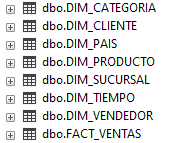 dbo.DIM_CATEGORIA
dbo.DIM_CLIENTE
dbo.DIM_PAIS
dbo.DIM_PRODUCTO
dbo.DIM_SUCURSAL
dbo.DIM_TIEMPO
dbo.DIM_VENDEDOR
dbo.FACT_VENTAS